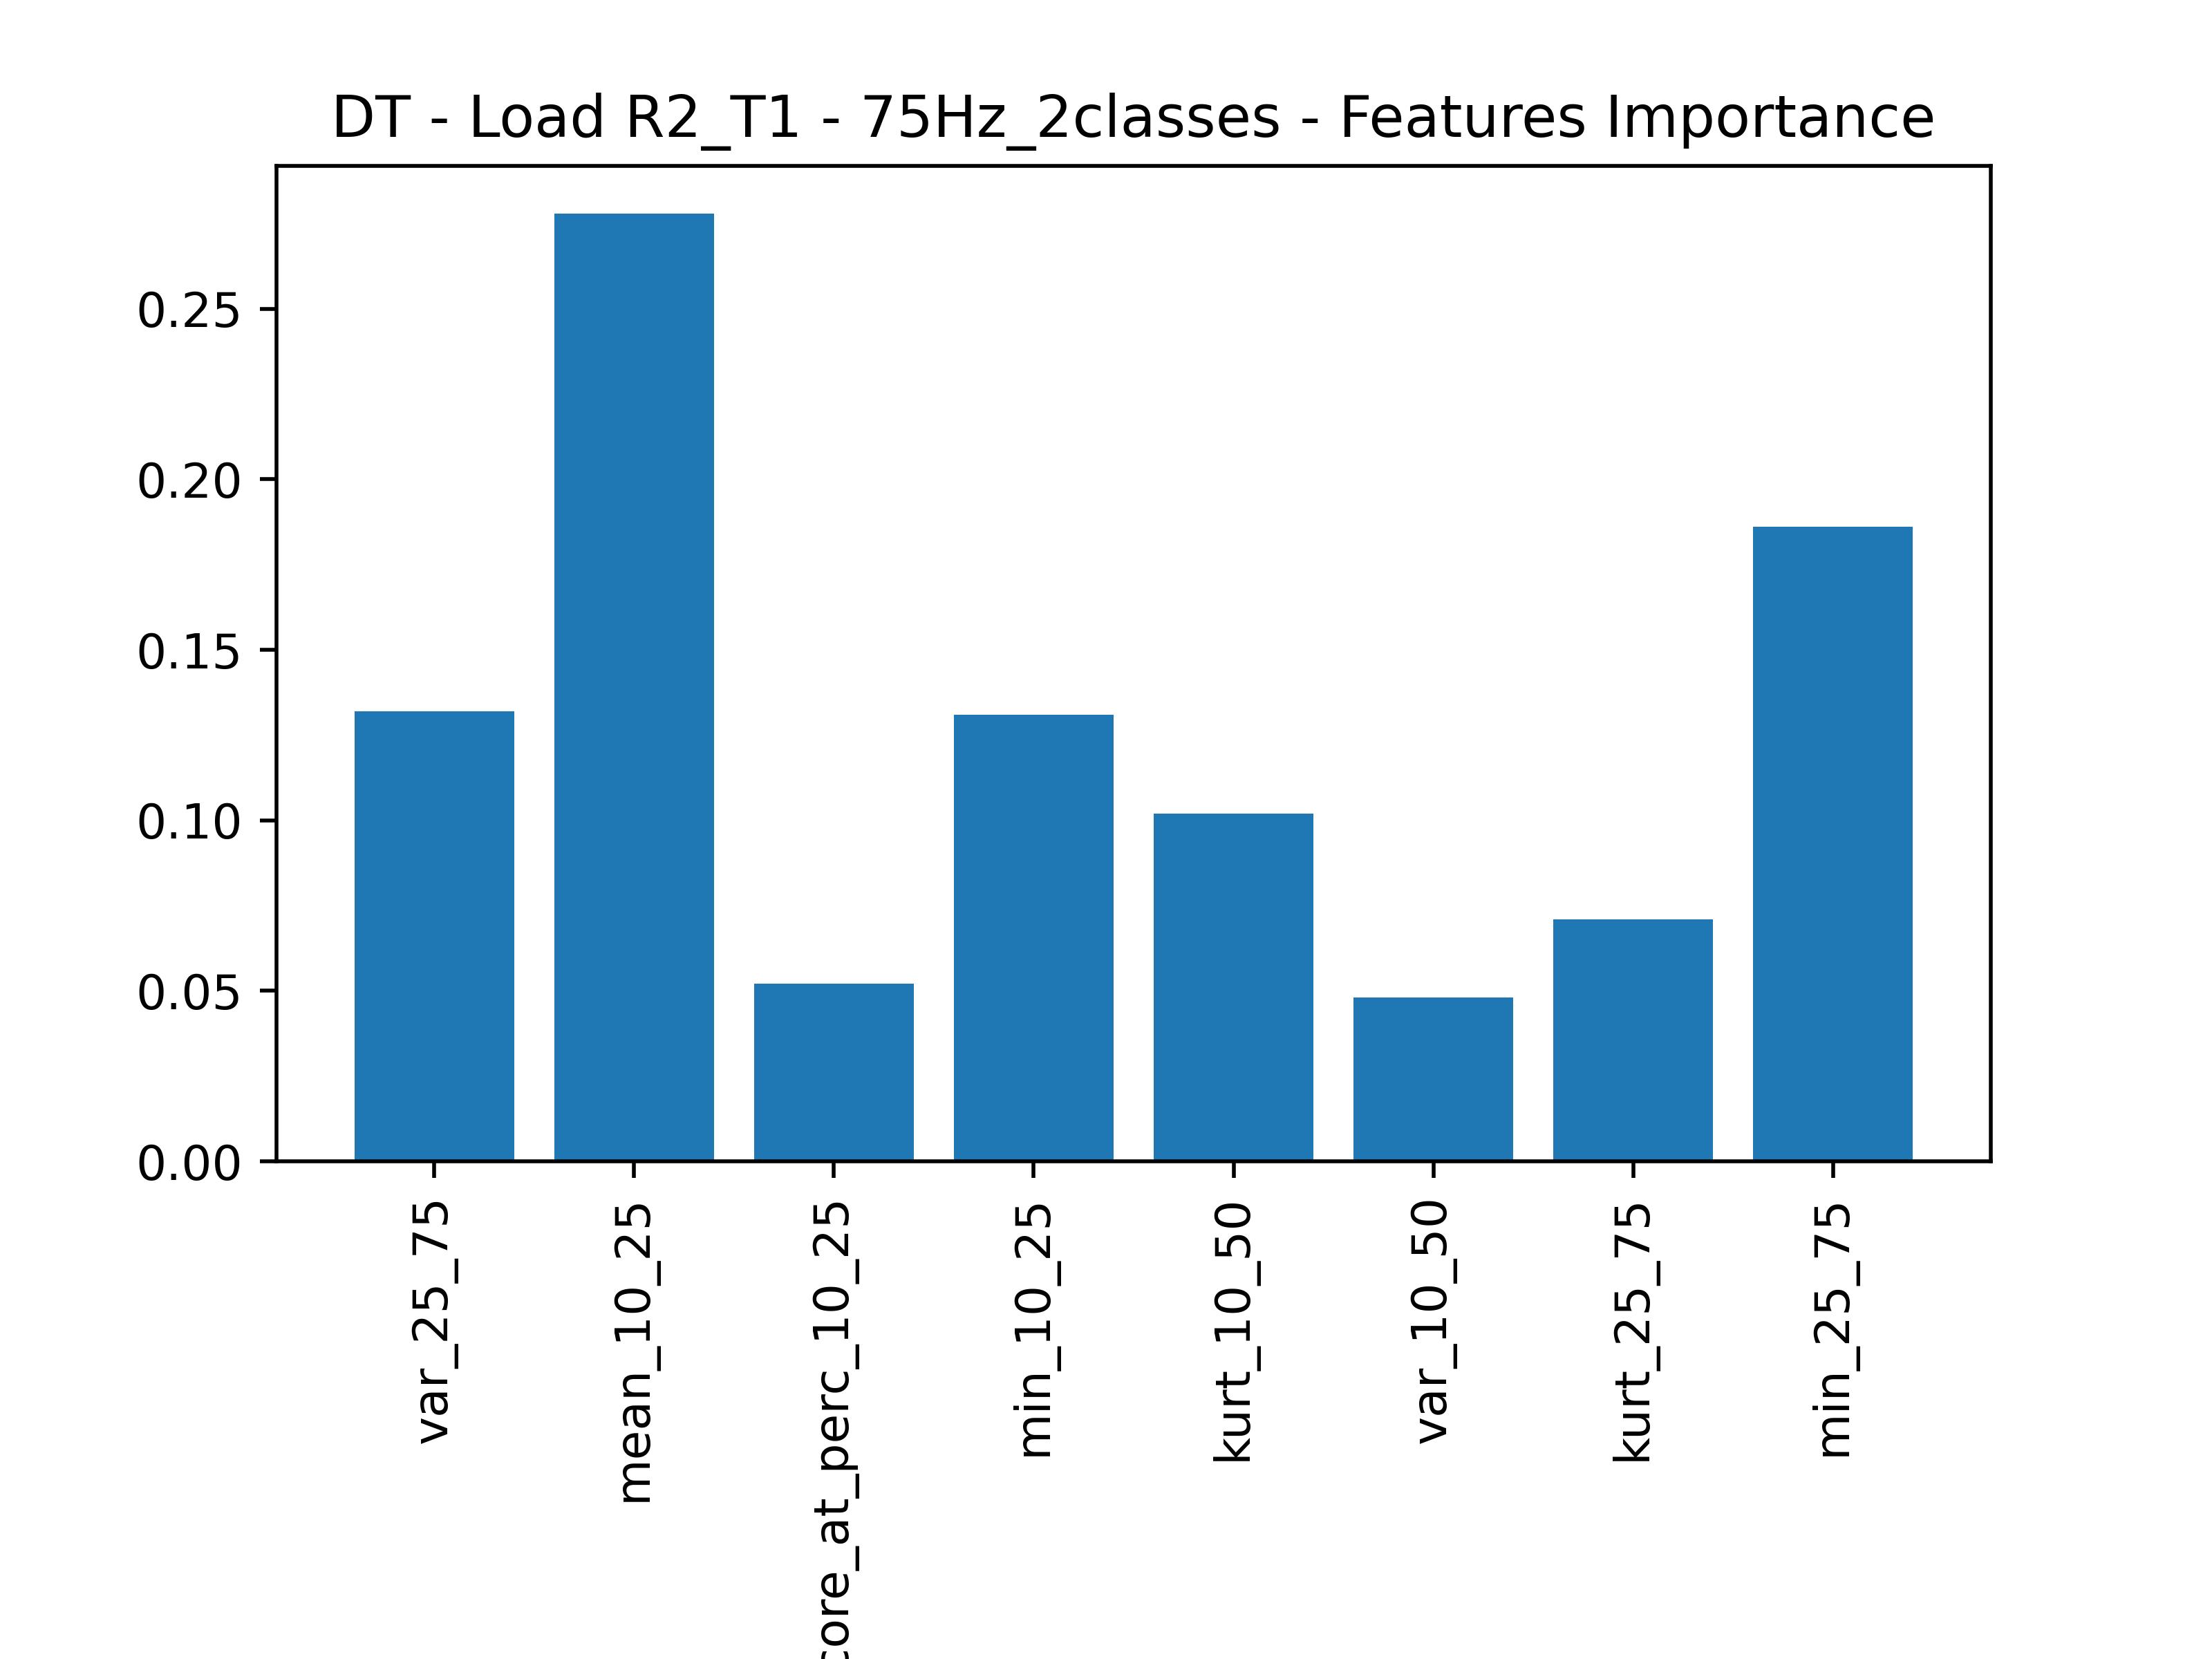 DT - Load R2_T1 - 75Hz_2classes - Features Importance
0.25
0.20
0.15
0.10
0.05
0.00
var_25_75
mean_10_25
core_at_perc_10_25
min_10_25
kurt_10_50
var_10_50
kurt_25_75
min_25_75